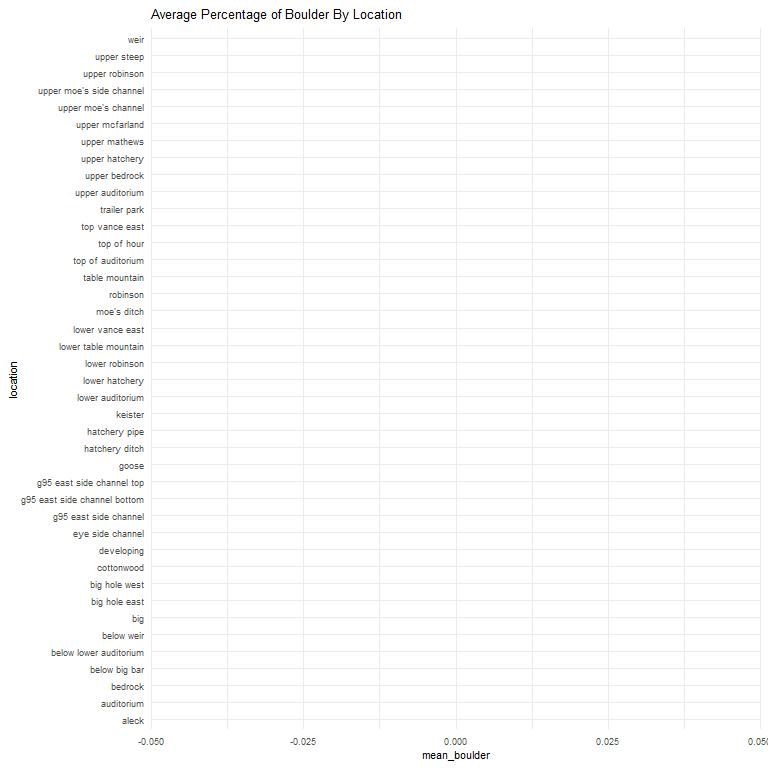 Average Percentage of Boulder By Location
weir
upper steep
upper robinson
upper moe's side channel
upper moe's channel
upper mcfarland
upper mathews
upper hatchery
upper bedrock
upper auditorium
trailer park
top vance east
top of hour
top of auditorium
table mountain
robinson
moe's ditch
lower vance east
lower table mountain
lower robinson
lower hatchery
lower auditorium
keister
hatchery pipe
hatchery ditch
goose
g95 east side channel top
g95 east side channel bottom
g95 east side channel
eye side channel
developing
cottonwood
big hole west
big hole east
big
below weir
below lower auditorium
below big bar
bedrock
auditorium
aleck
location
-0.050 -0.025 0.000 0.025 0.050
mean_boulder